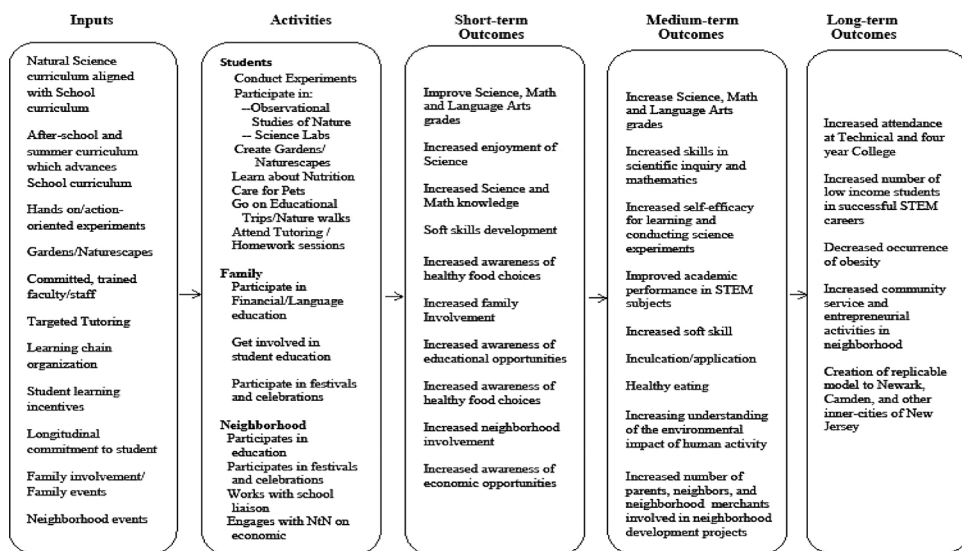 Inputs
Natural Science
curriculum aligned
with School
curriculum
After-school and
summer curriculum
which advances
School curriculum
Hands on/action-
oriented experiments
Gardens/Naturescapes
Committed, trained
faculty/staff
Targeted Tutoring
Learning chain
organization
Student learning
incentives
Longitudinal
commitment to student
Family involvement/
Family events
Neighborhood events
Activities
Students
Conduct Experiments
Participate in:
--Observational
Studies of Nature
-- Science Labs
Create Gardens/
Naturescapes
Learn about Nutrition
Care for Pets
Go on Educational
Trips/Nature walks
Attend Tutoring /
Homework sessions
Family
Participate in
Financial/Language
education
Get involved in
student education
Participate in festivals
and celebrations
Neighborhood
Participates in
education
Participates in festivals
and celebrations
Works with school
liaison
Engages with NtN on
economic
Short-term
Outcomes
Improve Science, Math
and Language Arts
grades
Increased enjoyment of
Science
Increased Science and
Math knowledge
Soft skills development
Increased awareness of
healthy food choices
Increased family
Involvement
Increased awareness of
educational opportunities
Increased awareness of
healthy food choices
Increased neighborhood
involvement
Increased awareness of
economic opportunities
Medium-term
Outcomes
Increase Science, Math
and Language Arts
grades
Increased skills in
scientific inquiry and
mathematics
Increased self-efficacy
for learning and
conducting science
experiments
Improved academic
performance in STEM
subjects
Increased soft skill
Inculcation/application
Healthy eating
Increasing understanding
of the environmental
impact of human activity
Increased number of
parents, neighbors, and
neighborhood merchants
involved in neighborhood
development projects
Long-term
Outcomes
Increased attendance
at Technical and four
year College
Increased number of
low income students
in successful STEM
careers
Decreased occurrence
of obesity
Increased community
service and
entrepreneurial
activities in
neighborhood
Creation of replicable
model to Newark,
Camden, and other
inner-cities of New
Jersey